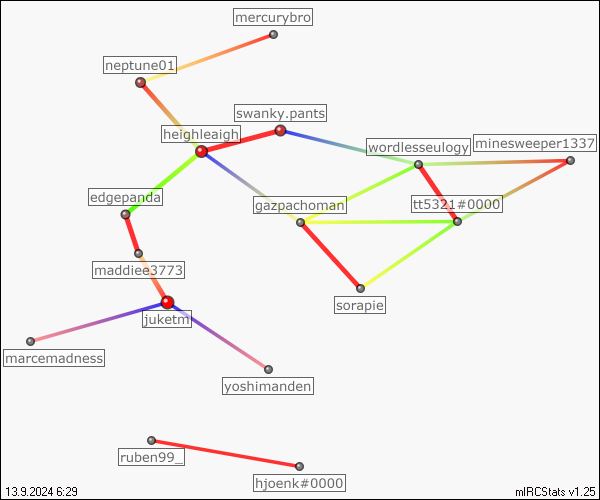 mercurybro
neptune01
swanky.pants
heighleaigh
wordlesseulogy
minesweeper1337
edgepanda
gazpachoman
tt5321#0000
maddiee3773
sorapie
juketm
marcemadness
yoshimanden
ruben99_
hjoenk#0000
13.9.2024 6:29
mIRCStats v1.25